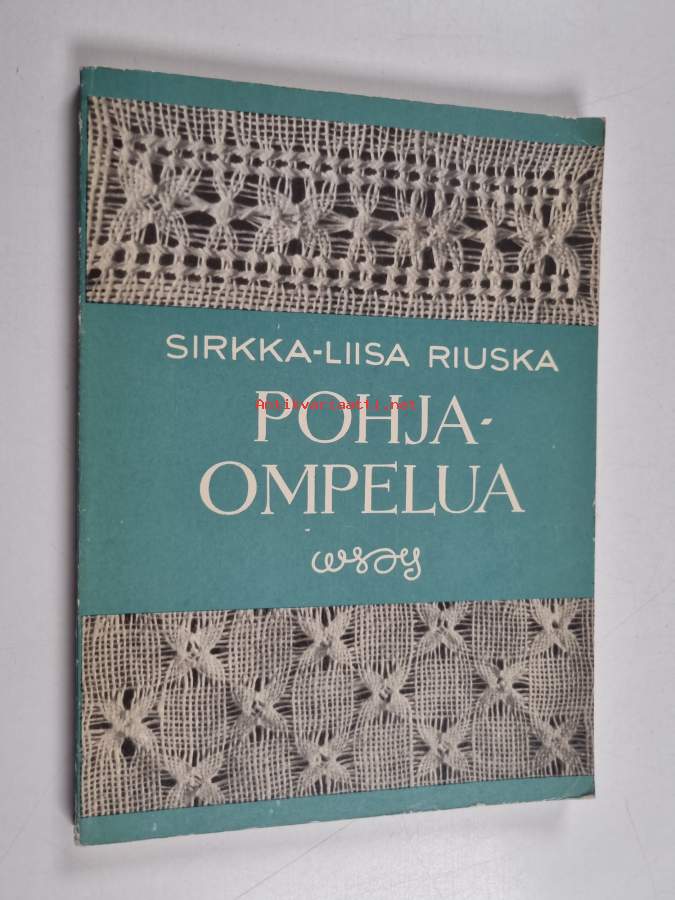 SIRKKA-LIISA RIUSKA
Antikvariaatti.net
POHJA-
OMPELUA
WSOY